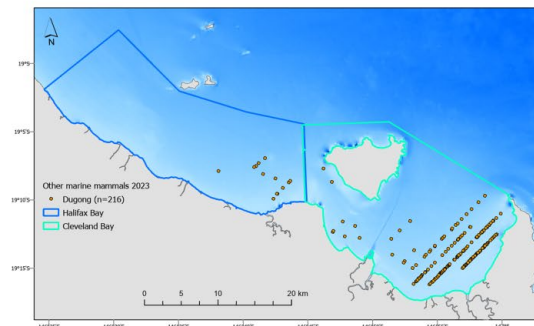 N
19°S
19°5'S
19°10'S
19°15'S
Other marine mammals 2023
Dugong (n=216)
Halifax Bay
Cleveland Bay
0 5 10 20 km